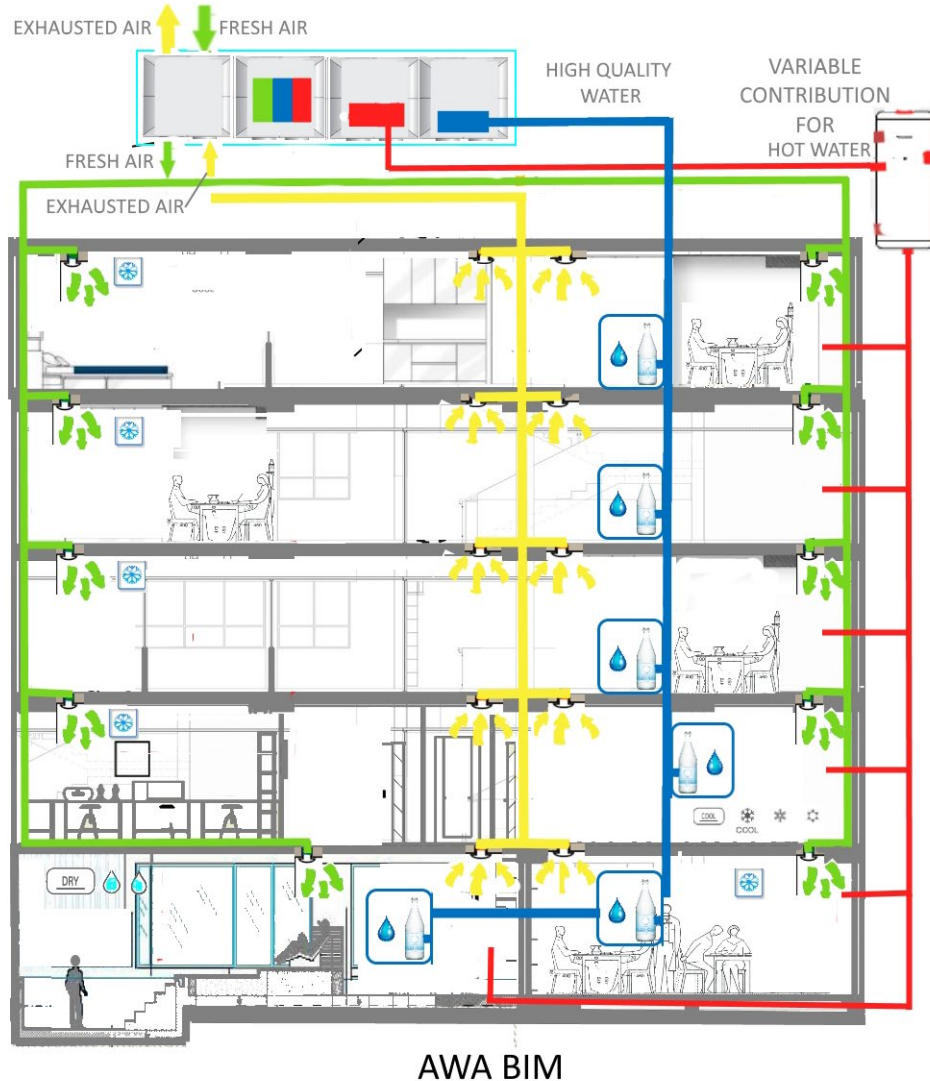 EXHAUSTED AIR
FRESH AIR
HIGH QUALITY
WATER
VARIABLE
CONTRIBUTION
FOR
HOT WATER
FRESH AIR
EXHAUSTED AIR
COOL
COOL
DRY
AWA BIM